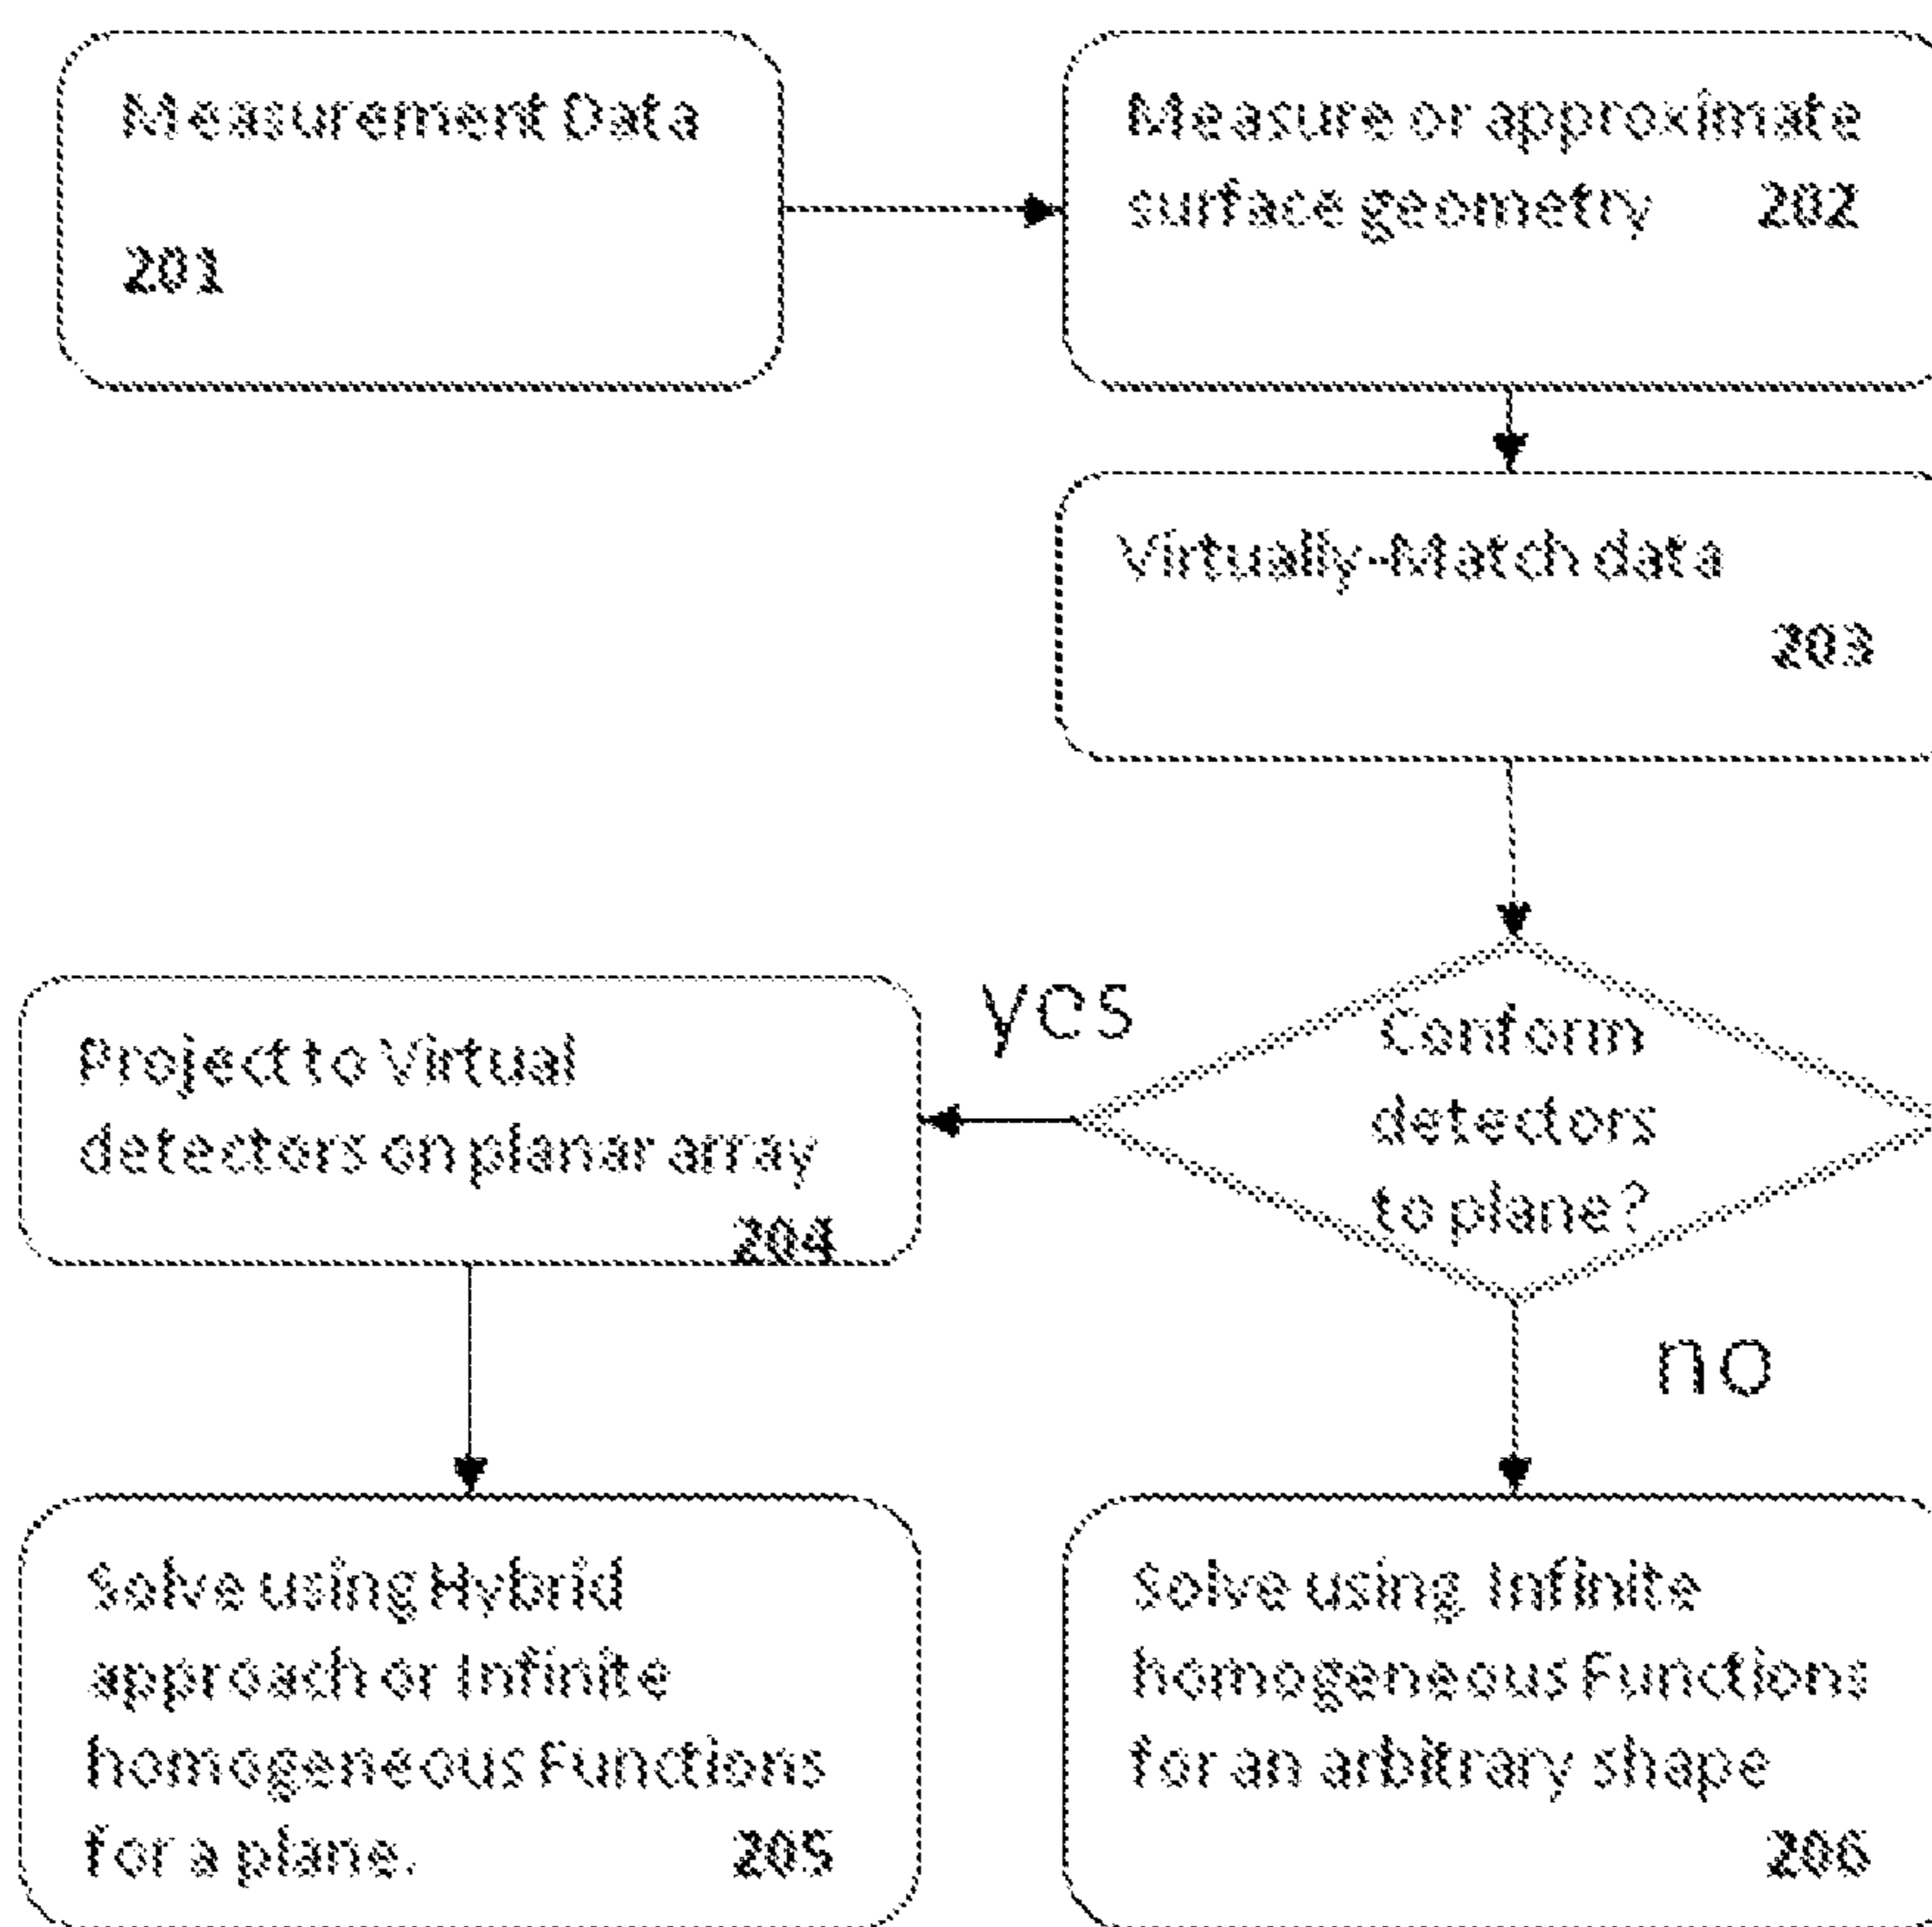 Measurement Data
201
Measure or approximate
surface geometry 202
Virtually-Match data
203
Conform
detectors
to plane?
yes
no
Project to Virtual
detectors on planar array
204
Solve using Hybrid
approach or Infinite
homogeneous Functions
for a plane. 205
Solve using Infinite
homogeneous Functions
for an arbitrary shape
206